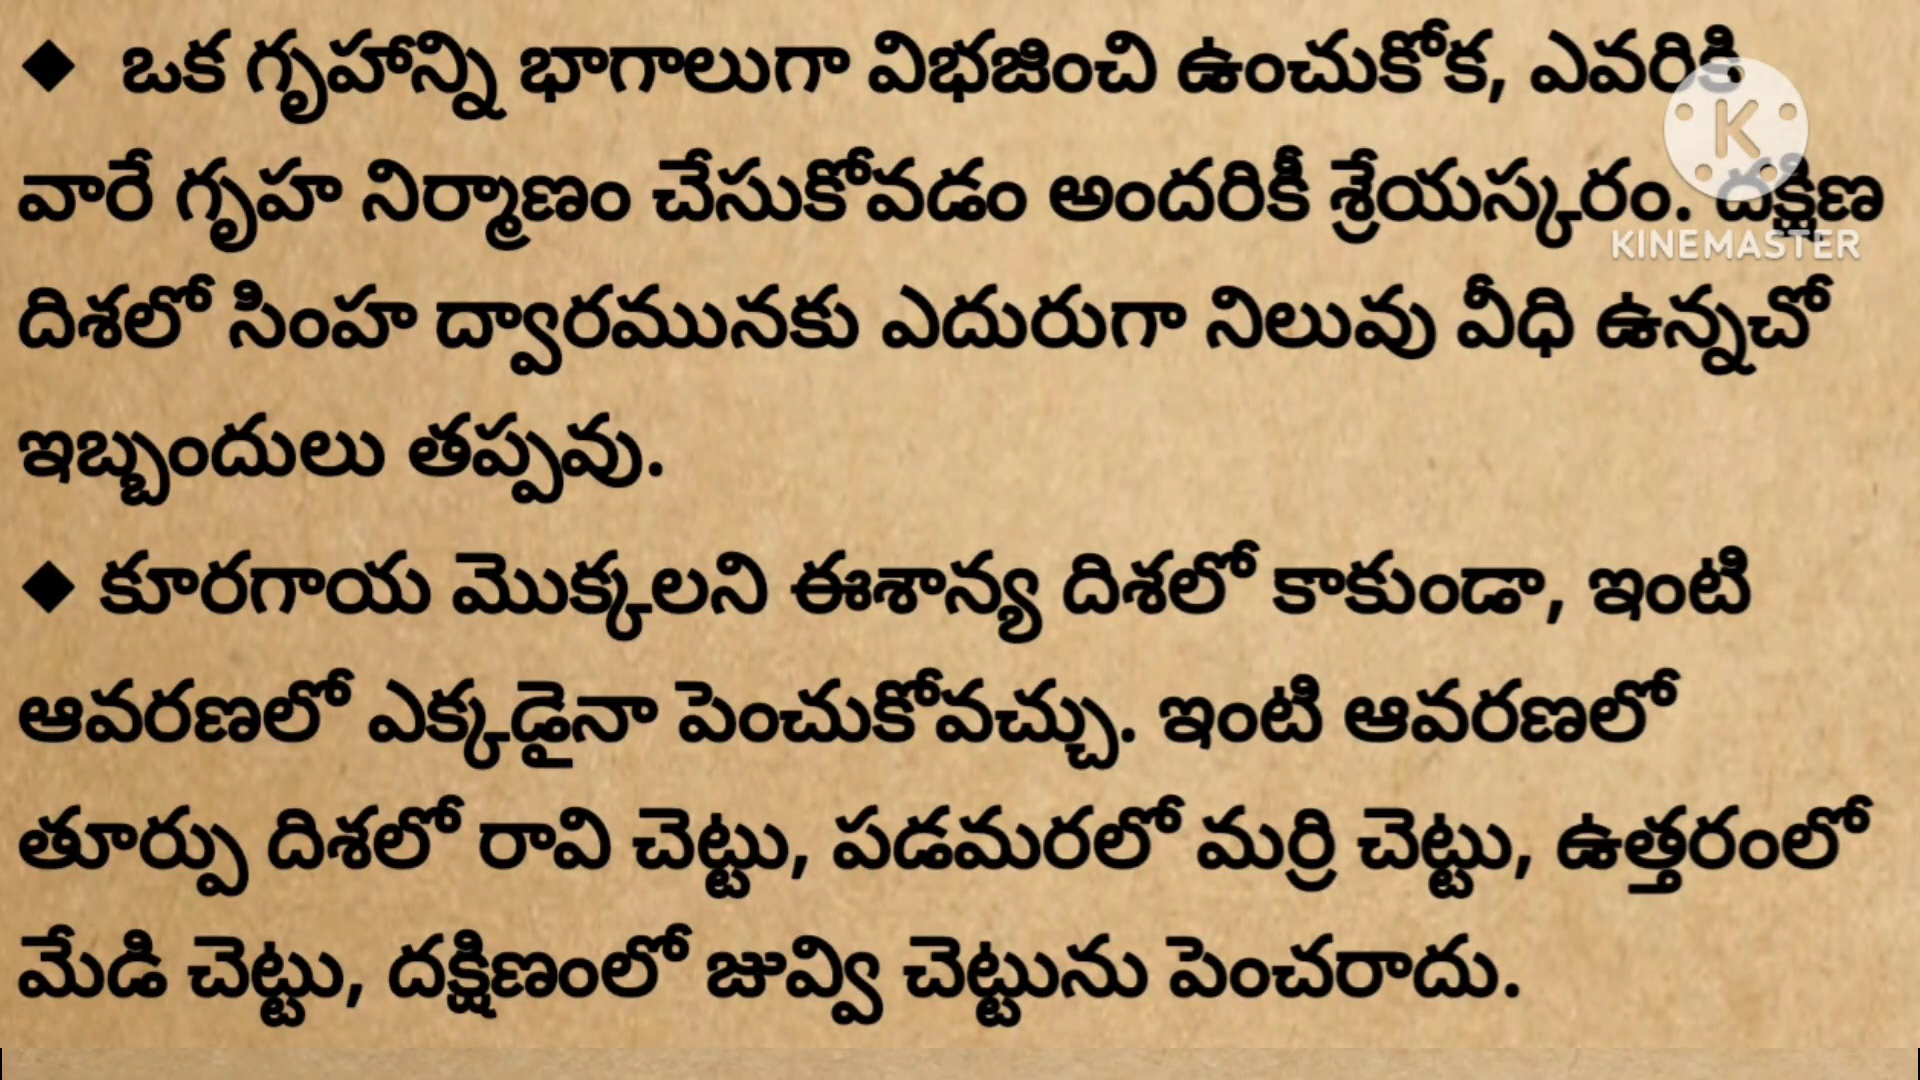 ◆ ఒక గృహాన్ని భాగాలుగా విభజించి ఉంచుకోక, ఎవరికి
వారే గృహ నిర్మాణం చేసుకోవడం అందరికీ శ్రేయస్కరం. దక్షిణ
దిశలో సింహ ద్వారమునకు ఎదురుగా నిలువు వీధి ఉన్నచో
ఇబ్బందులు తప్పవు.
◆ కూరగాయ మొక్కలని ఈశాన్య దిశలో కాకుండా, ఇంటి
ఆవరణలో ఎక్కడైనా పెంచుకోవచ్చు. ఇంటి ఆవరణలో
తూర్పు దిశలో రావి చెట్టు, పడమరలో మర్రి చెట్టు, ఉత్తరంలో
మేడి చెట్టు, దక్షిణంలో జువ్వి చెట్టును పెంచరాదు.
K
KINEMASTER